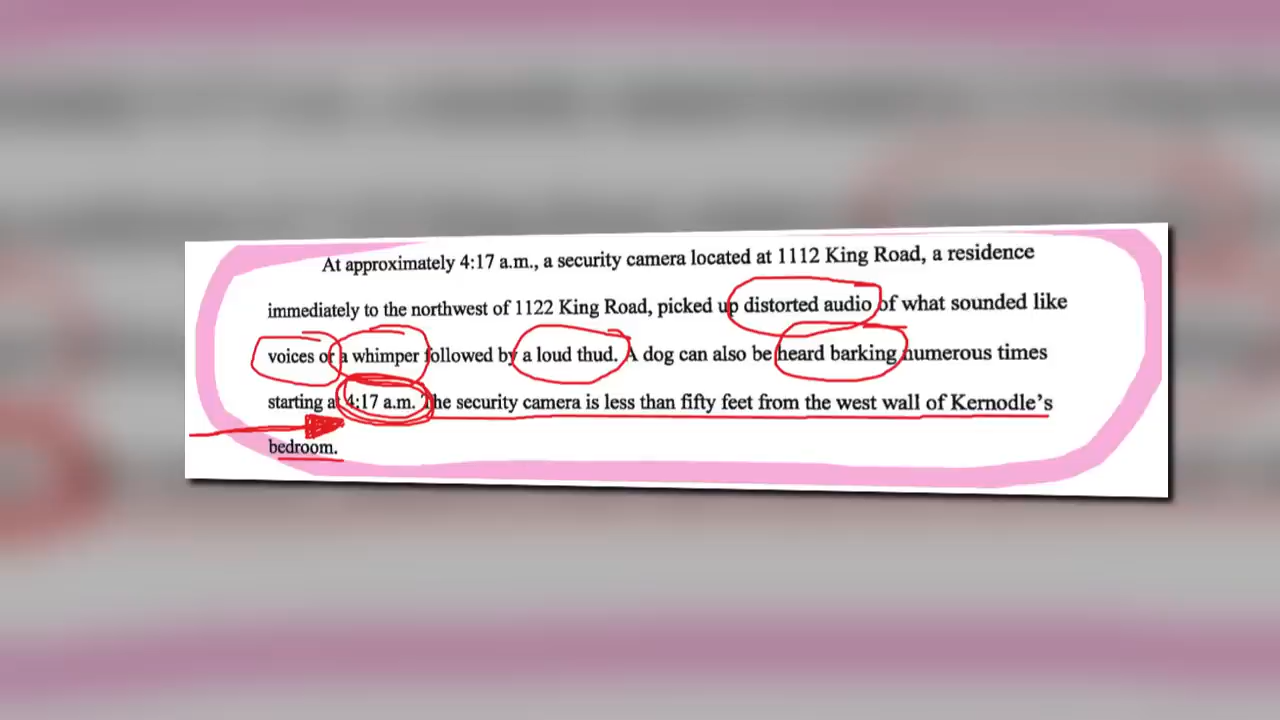 At approximately 4:17 a.m., a security camera located at 1112 King Road, a residence
immediately to the northwest of 1122 King Road, picked up distorted audio of what sounded like
voices or a whimper followed by a loud thud. A dog can also be heard barking numerous times
starting at 4:17 a.m. The security camera is less than fifty feet from the west wall of Kernodle's
bedroom.